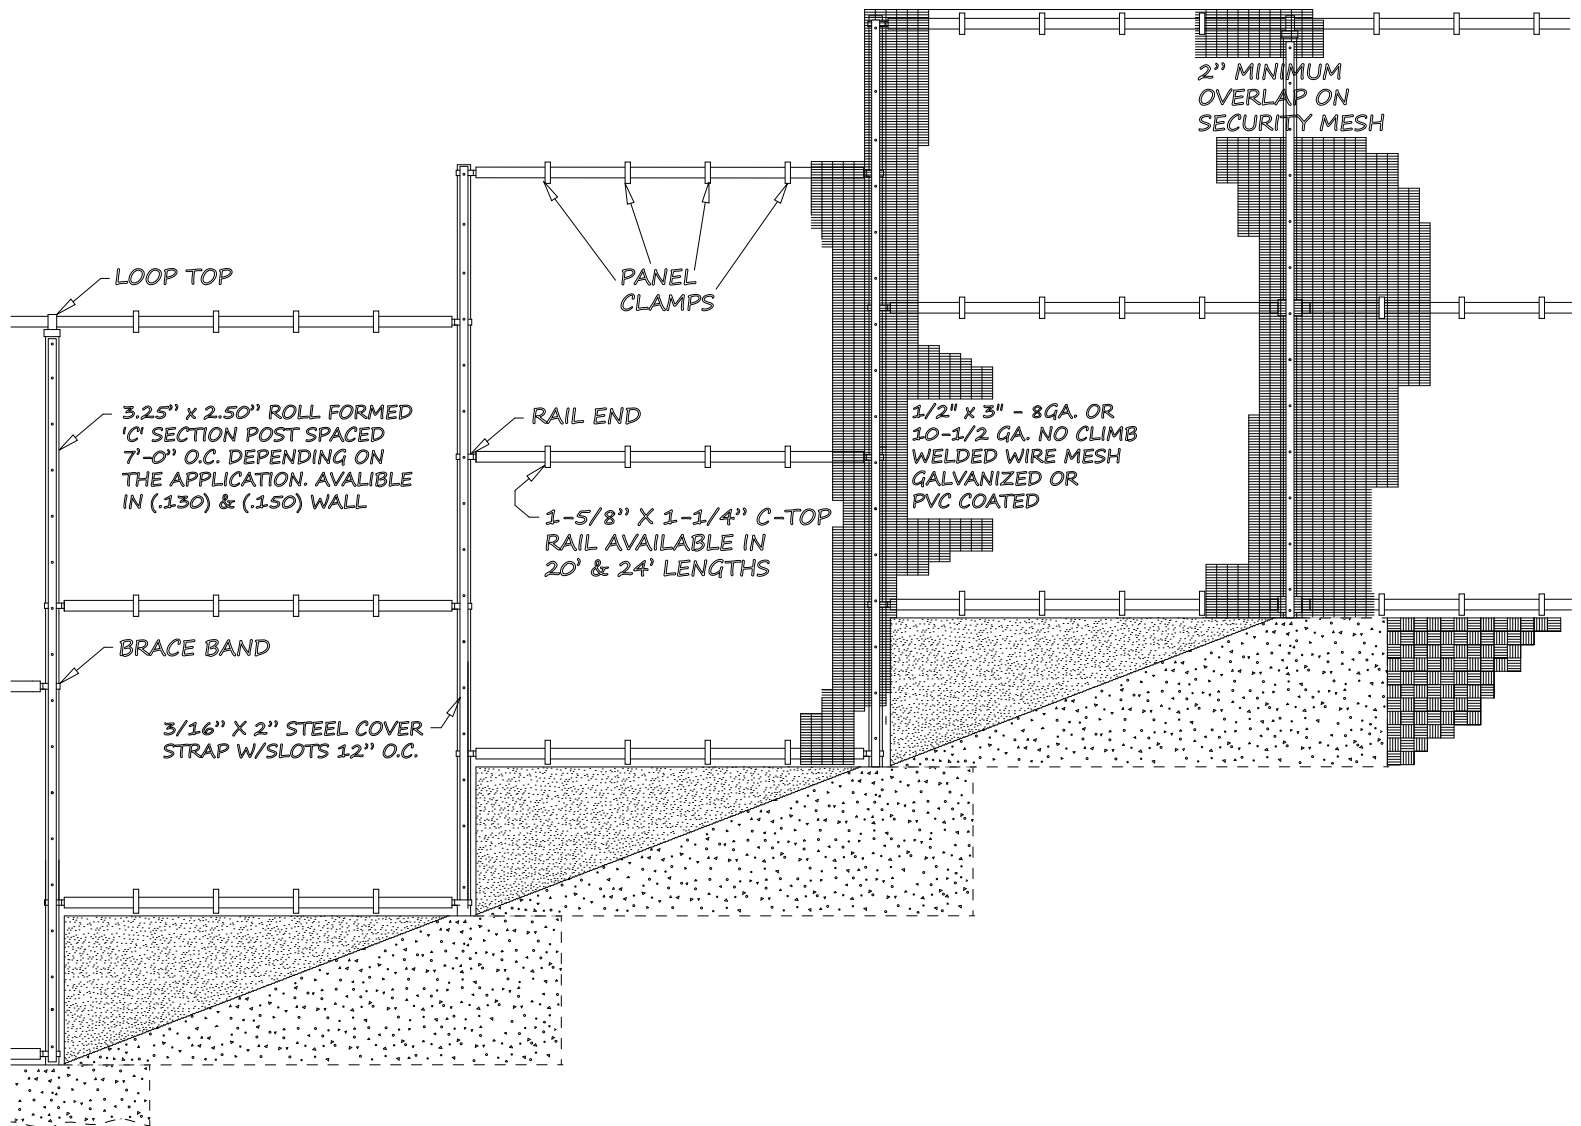 2” MINIMUM
OVERLAP ON
SECURITY MESH
LOOP TOP
PANEL
CLAMPS
3.25” x 2.50” ROLL FORMED
'C' SECTION POST SPACED
7'-0” O.C. DEPENDING ON
THE APPLICATION. AVALIBLE
IN (.130) & (.150) WALL
RAIL END
1/2" x 3" - 8GA. OR
10-1/2 GA. NO CLIMB
WELDED WIRE MESH
GALVANIZED OR
PVC COATED
1-5/8” X 1-1/4” C-TOP
RAIL AVAILABLE IN
20' & 24' LENGTHS
BRACE BAND
3/16” X 2” STEEL COVER
STRAP W/SLOTS 12” O.C.